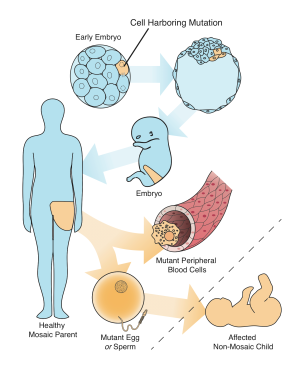 Cell Harboring Mutation
Early Embryo
Embryo
Mutant Peripheral
Blood Cells
Healthy
Mosaic Parent
Mutant Egg
or Sperm
Affected
Non-Mosaic Child